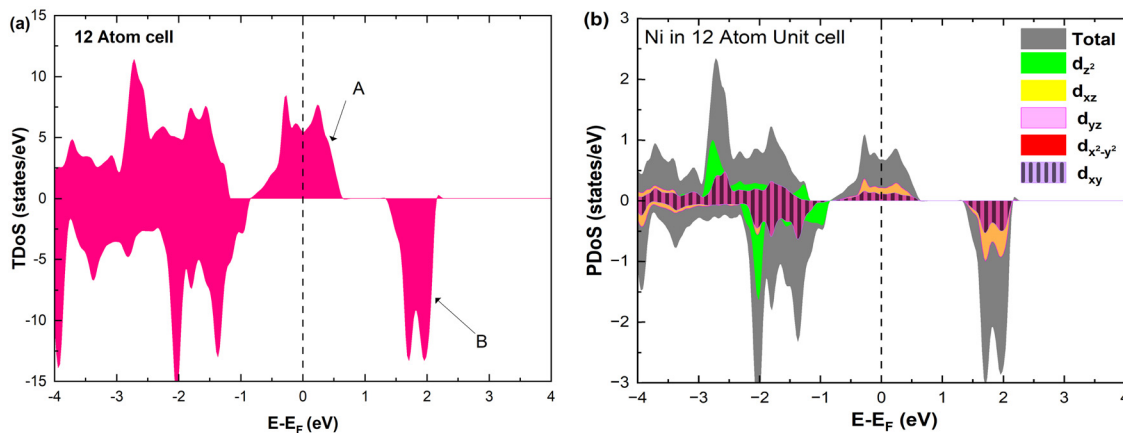 (a)
12 Atom cell
A
B
TDoS (states/eV)
15
10
5
0
-5
-10
-15
-4
-3
-2
-1
0
1
2
3
4
E-E_F (eV)
(b)
Ni in 12 Atom Unit cell
Total
d_z²
d_xz
d_yz
d_x²-y²
d_xy
PDoS (states/eV)
3
2
1
0
−1
−2
−3
−4
−3
−2
−1
0
1
2
3
4
E-E_F (eV)